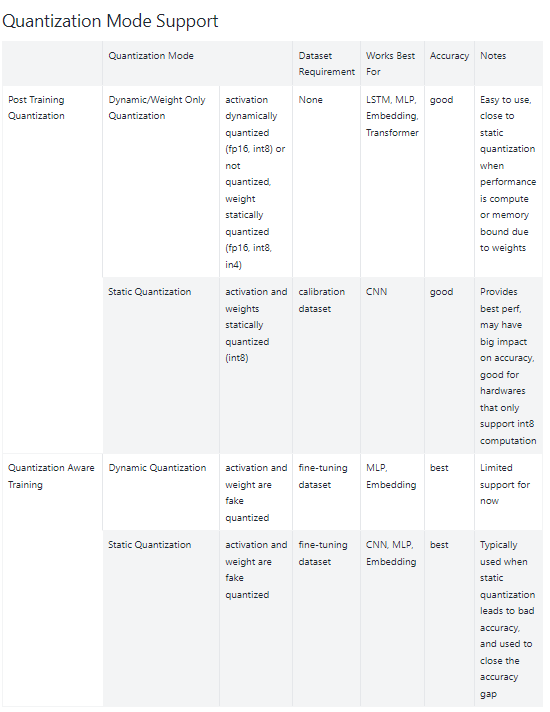 Quantization Mode Support
Quantization Mode
Dataset
Requirement
Works Best
For
Accuracy
Notes
Post Training
Quantization
Dynamic/Weight Only
Quantization
activation
dynamically
quantized
(fp16, int8) or
not
quantized,
weight
statically
quantized
(fp16, int8,
in4)
None
LSTM, MLP,
Embedding,
Transformer
good
Easy to use,
close to
static
quantization
when
performance
is compute
or memory
bound due
to weights
Static Quantization
activation and
weights
statically
quantized
(int8)
calibration
dataset
CNN
good
Provides
best perf,
may have
big impact
on accuracy,
good for
hardwares
that only
support int8
computation
Quantization Aware
Training
Dynamic Quantization
activation and
weight are
fake
quantized
fine-tuning
dataset
MLP,
Embedding
best
Limited
support for
now
Static Quantization
activation and
weight are
fake
quantized
fine-tuning
dataset
CNN, MLP,
Embedding
best
Typically
used when
static
quantization
leads to bad
accuracy,
and used to
close the
accuracy
gap